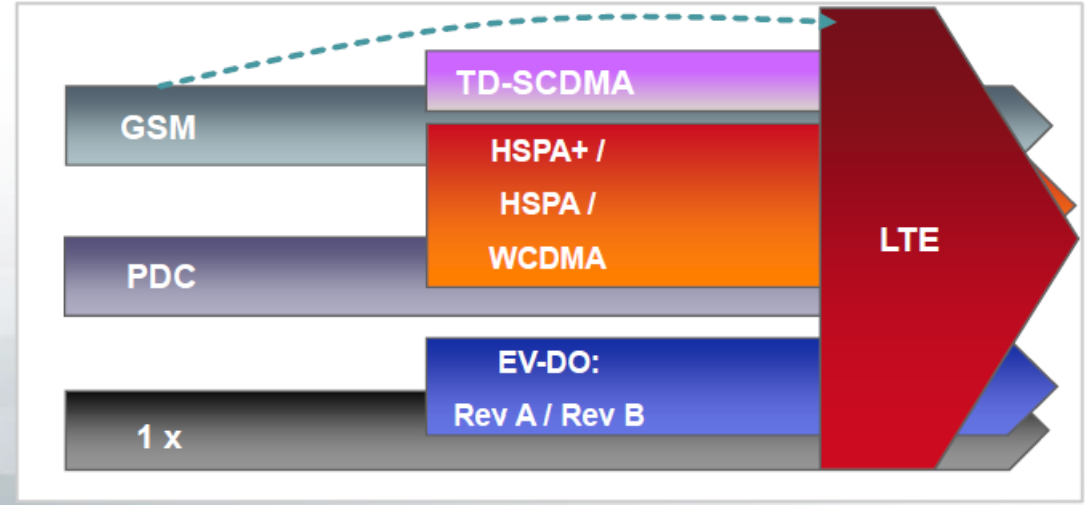 TD-SCDMA
GSM
HSPA+ /
HSPA /
WCDMA
LTE
PDC
EV-DO:
Rev A / Rev B
1 x